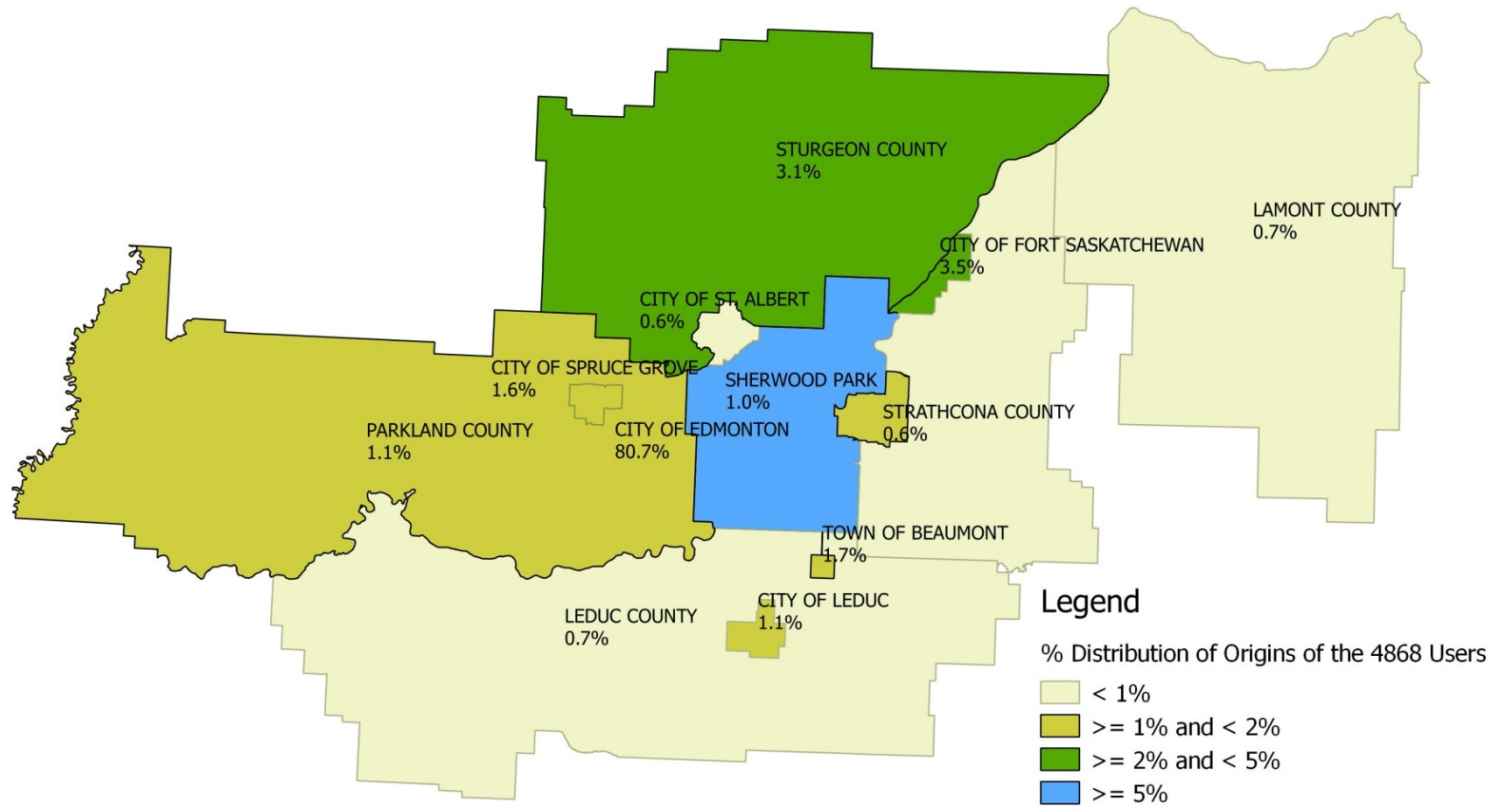 STURGEON COUNTY
3.1%
LAMONT COUNTY
0.7%
CITY OF FORT SASKATCHEWAN
3.5%
CITY OF ST. ALBERT
0.6%
CITY OF SPRUCE GROVE
1.6%
SHERWOOD PARK
1.0%
STRATHCONA COUNTY
0.6%
PARKLAND COUNTY
1.1%
CITY OF EDMONTON
80.7%
TOWN OF BEAUMONT
1.7%
CITY OF LEDUC
1.1%
LEDUC COUNTY
0.7%
Legend
% Distribution of Origins of the 4868 Users
< 1%
>= 1% and < 2%
>= 2% and < 5%
>= 5%